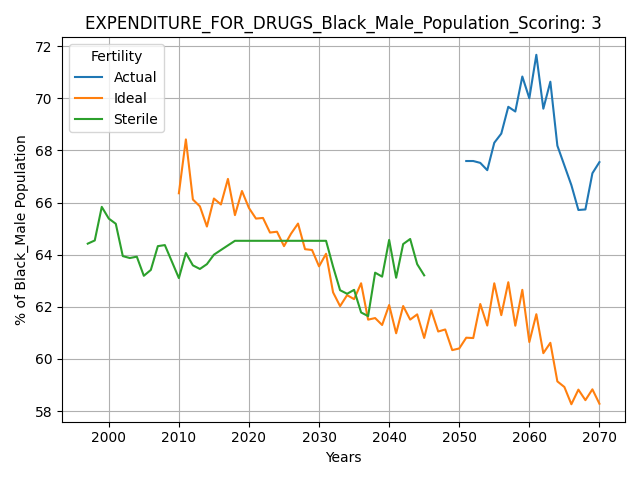 EXPENDITURE_FOR_DRUGS_Black_Male_Population_Scoring: 3
Fertility
Actual
Ideal
Sterile
% of Black_Male Population
72
70
68
66
64
62
60
58
2000 2010 2020 2030 2040 2050 2060 2070
Years